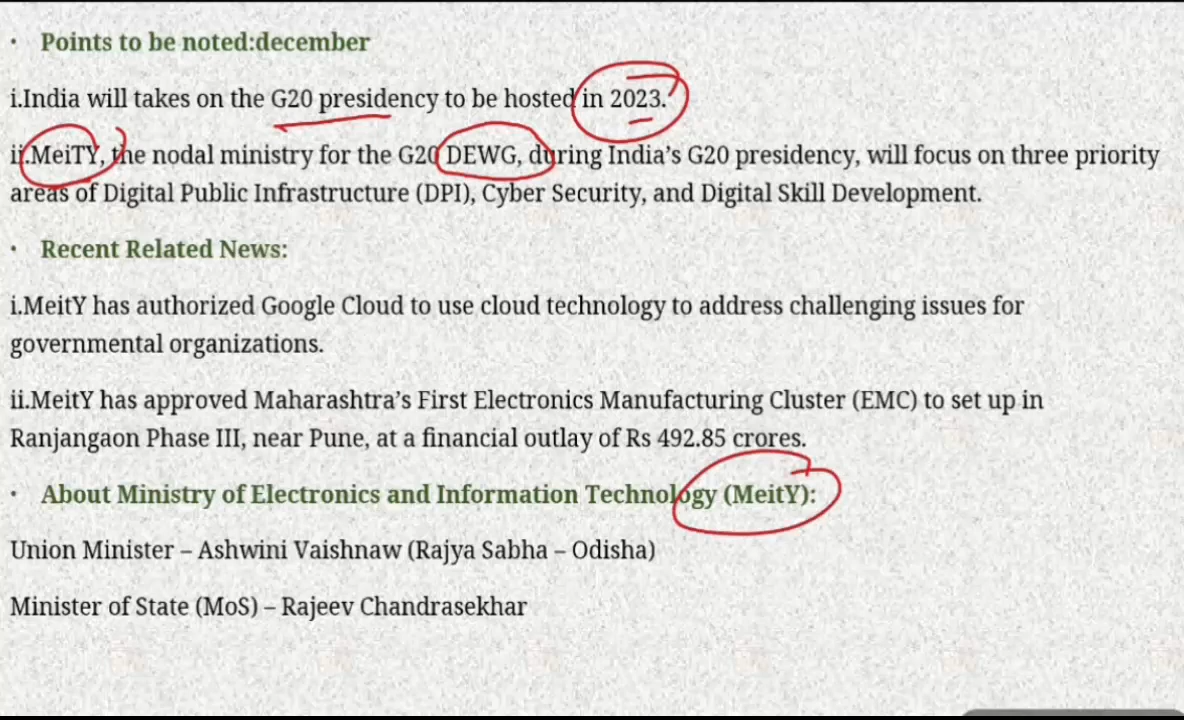 · Points to be noted:december
i.India will takes on the G20 presidency to be hosted in 2023.
ii.MeiTY, the nodal ministry for the G20 DEWG, during India’s G20 presidency, will focus on three priority
areas of Digital Public Infrastructure (DPI), Cyber Security, and Digital Skill Development.
· Recent Related News:
i.MeitY has authorized Google Cloud to use cloud technology to address challenging issues for
governmental organizations.
ii.MeitY has approved Maharashtra’s First Electronics Manufacturing Cluster (EMC) to set up in
Ranjangaon Phase III, near Pune, at a financial outlay of Rs 492.85 crores.
· About Ministry of Electronics and Information Technology (MeitY):
Union Minister – Ashwini Vaishnaw (Rajya Sabha – Odisha)
Minister of State (MoS) – Rajeev Chandrasekhar